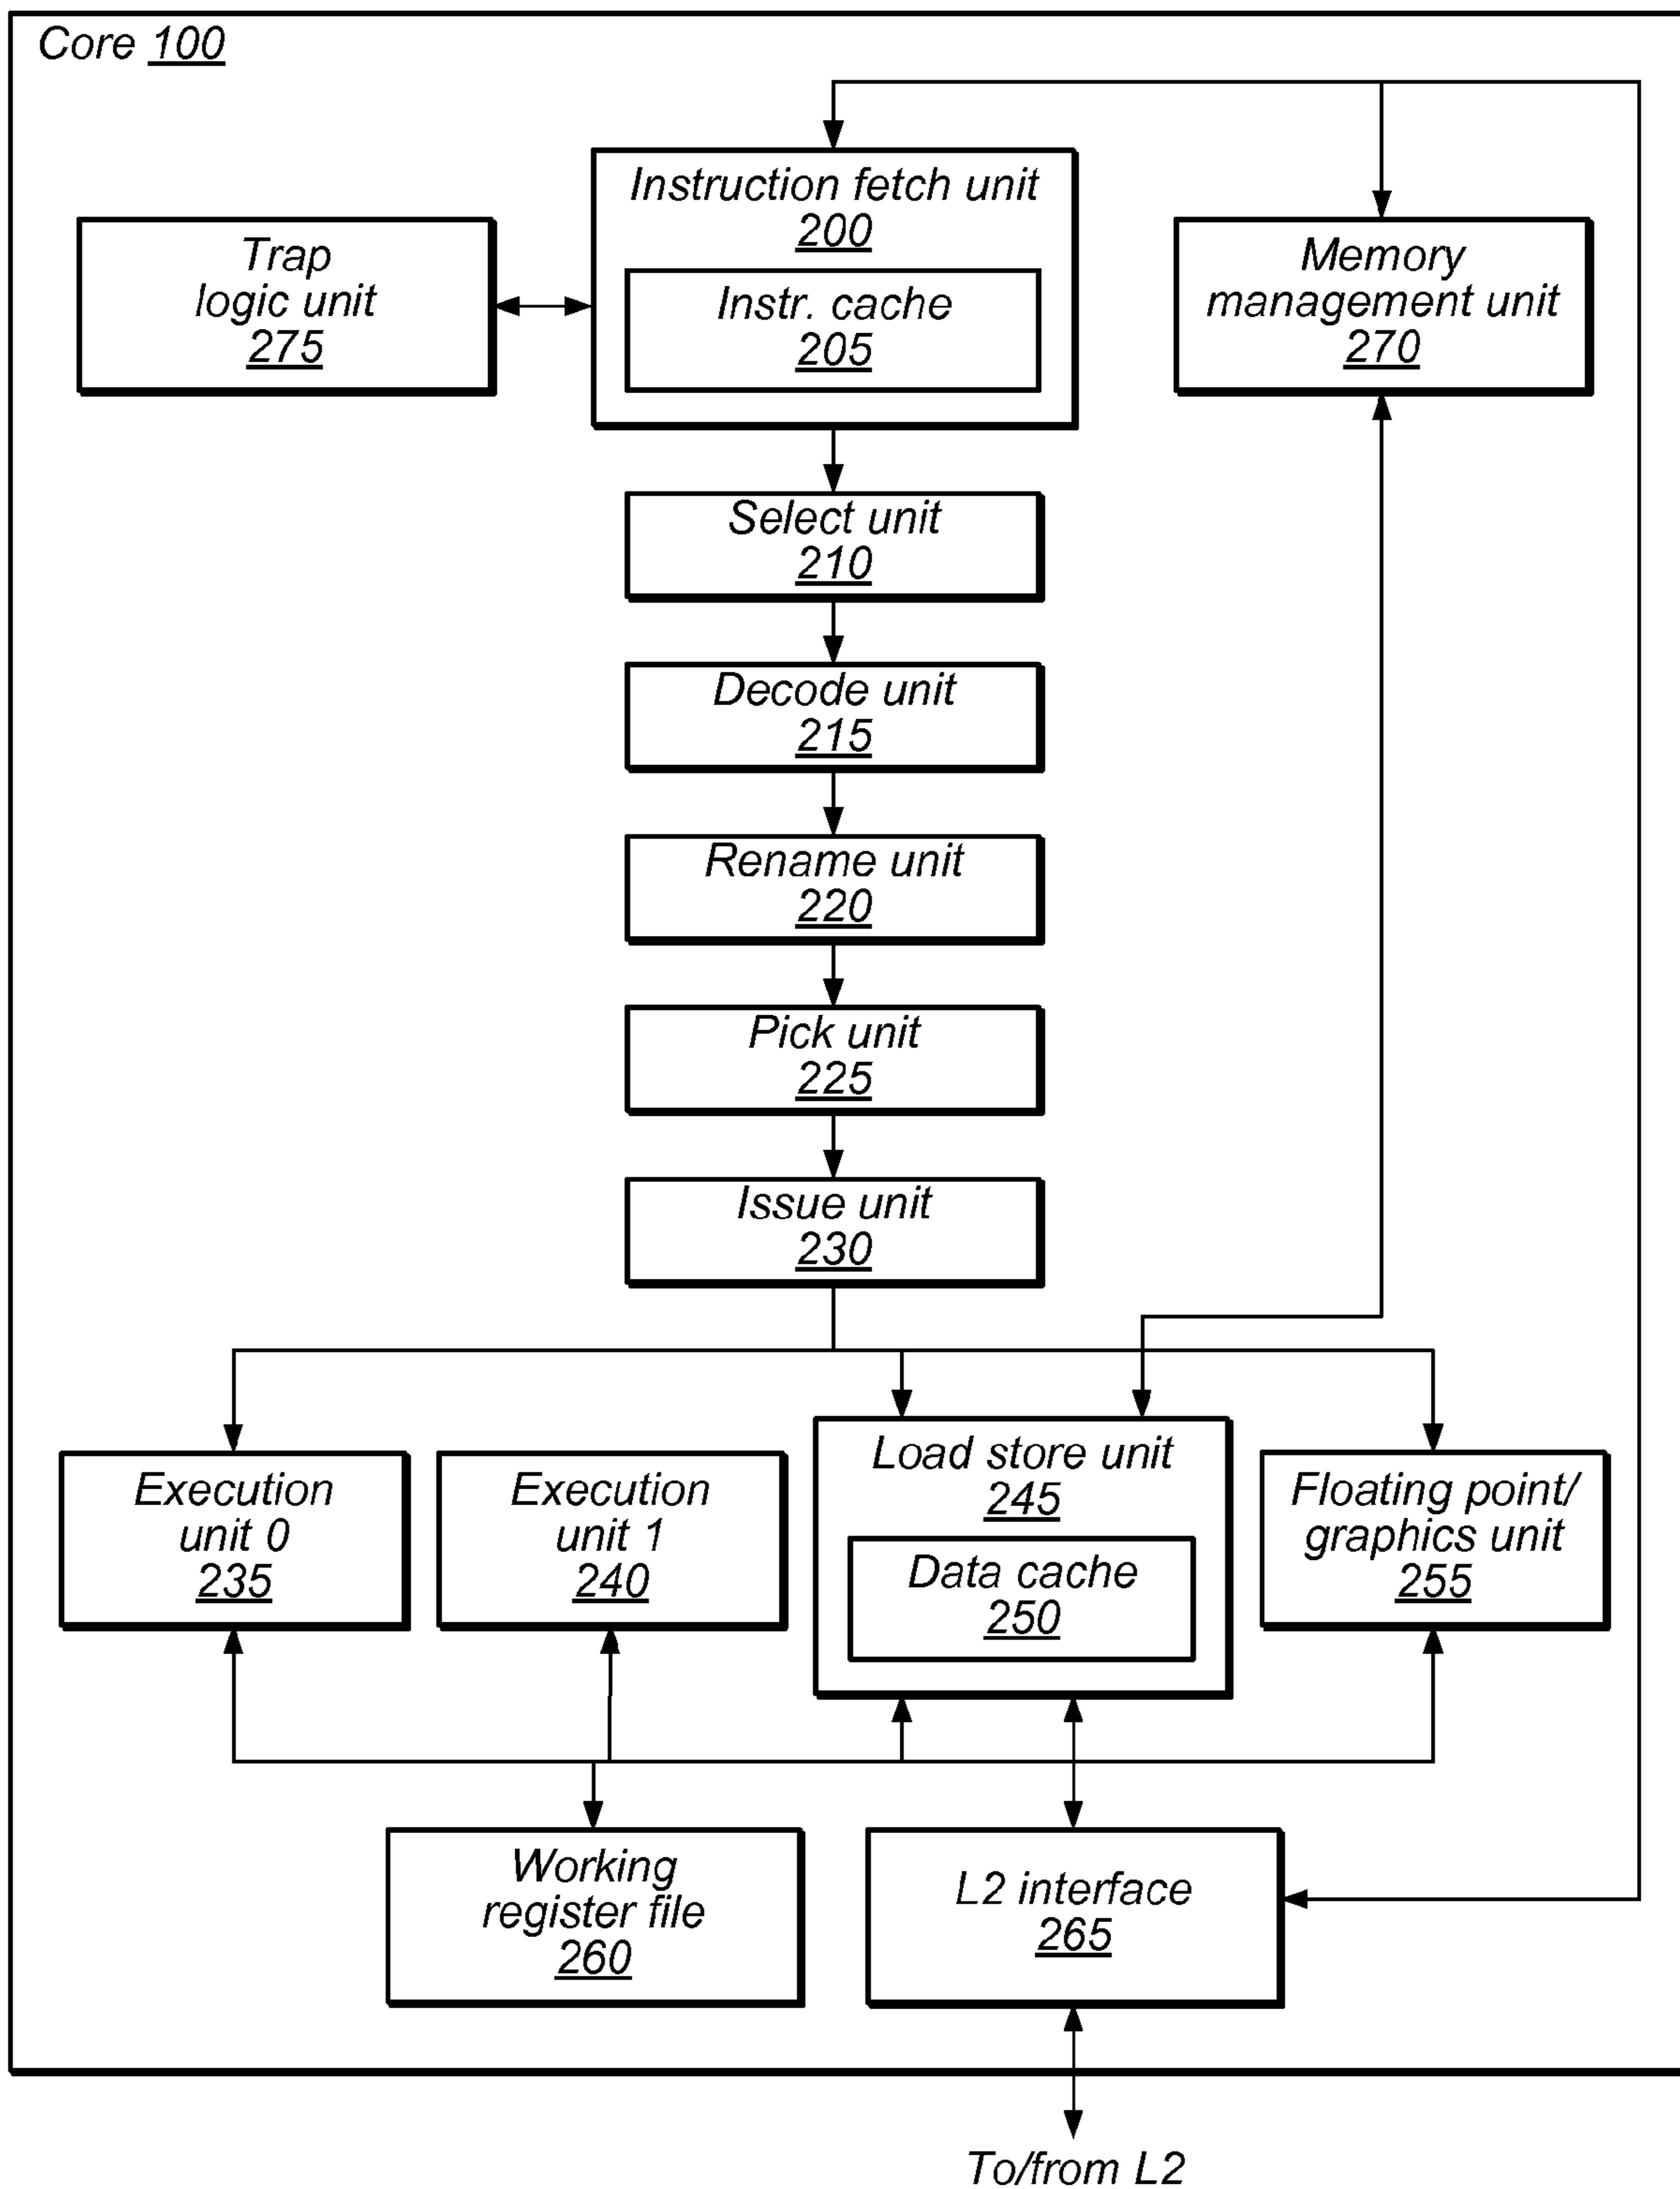 Core 100
Instruction fetch unit
200
Instr. cache
205
Trap
logic unit
275
Memory
management unit
270
Select unit
210
Decode unit
215
Rename unit
220
Pick unit
225
Issue unit
230
Execution
unit 0
235
Execution
unit 1
240
Load store unit
245
Data cache
250
Floating point/
graphics unit
255
Working
register file
260
L2 interface
265
To/from L2